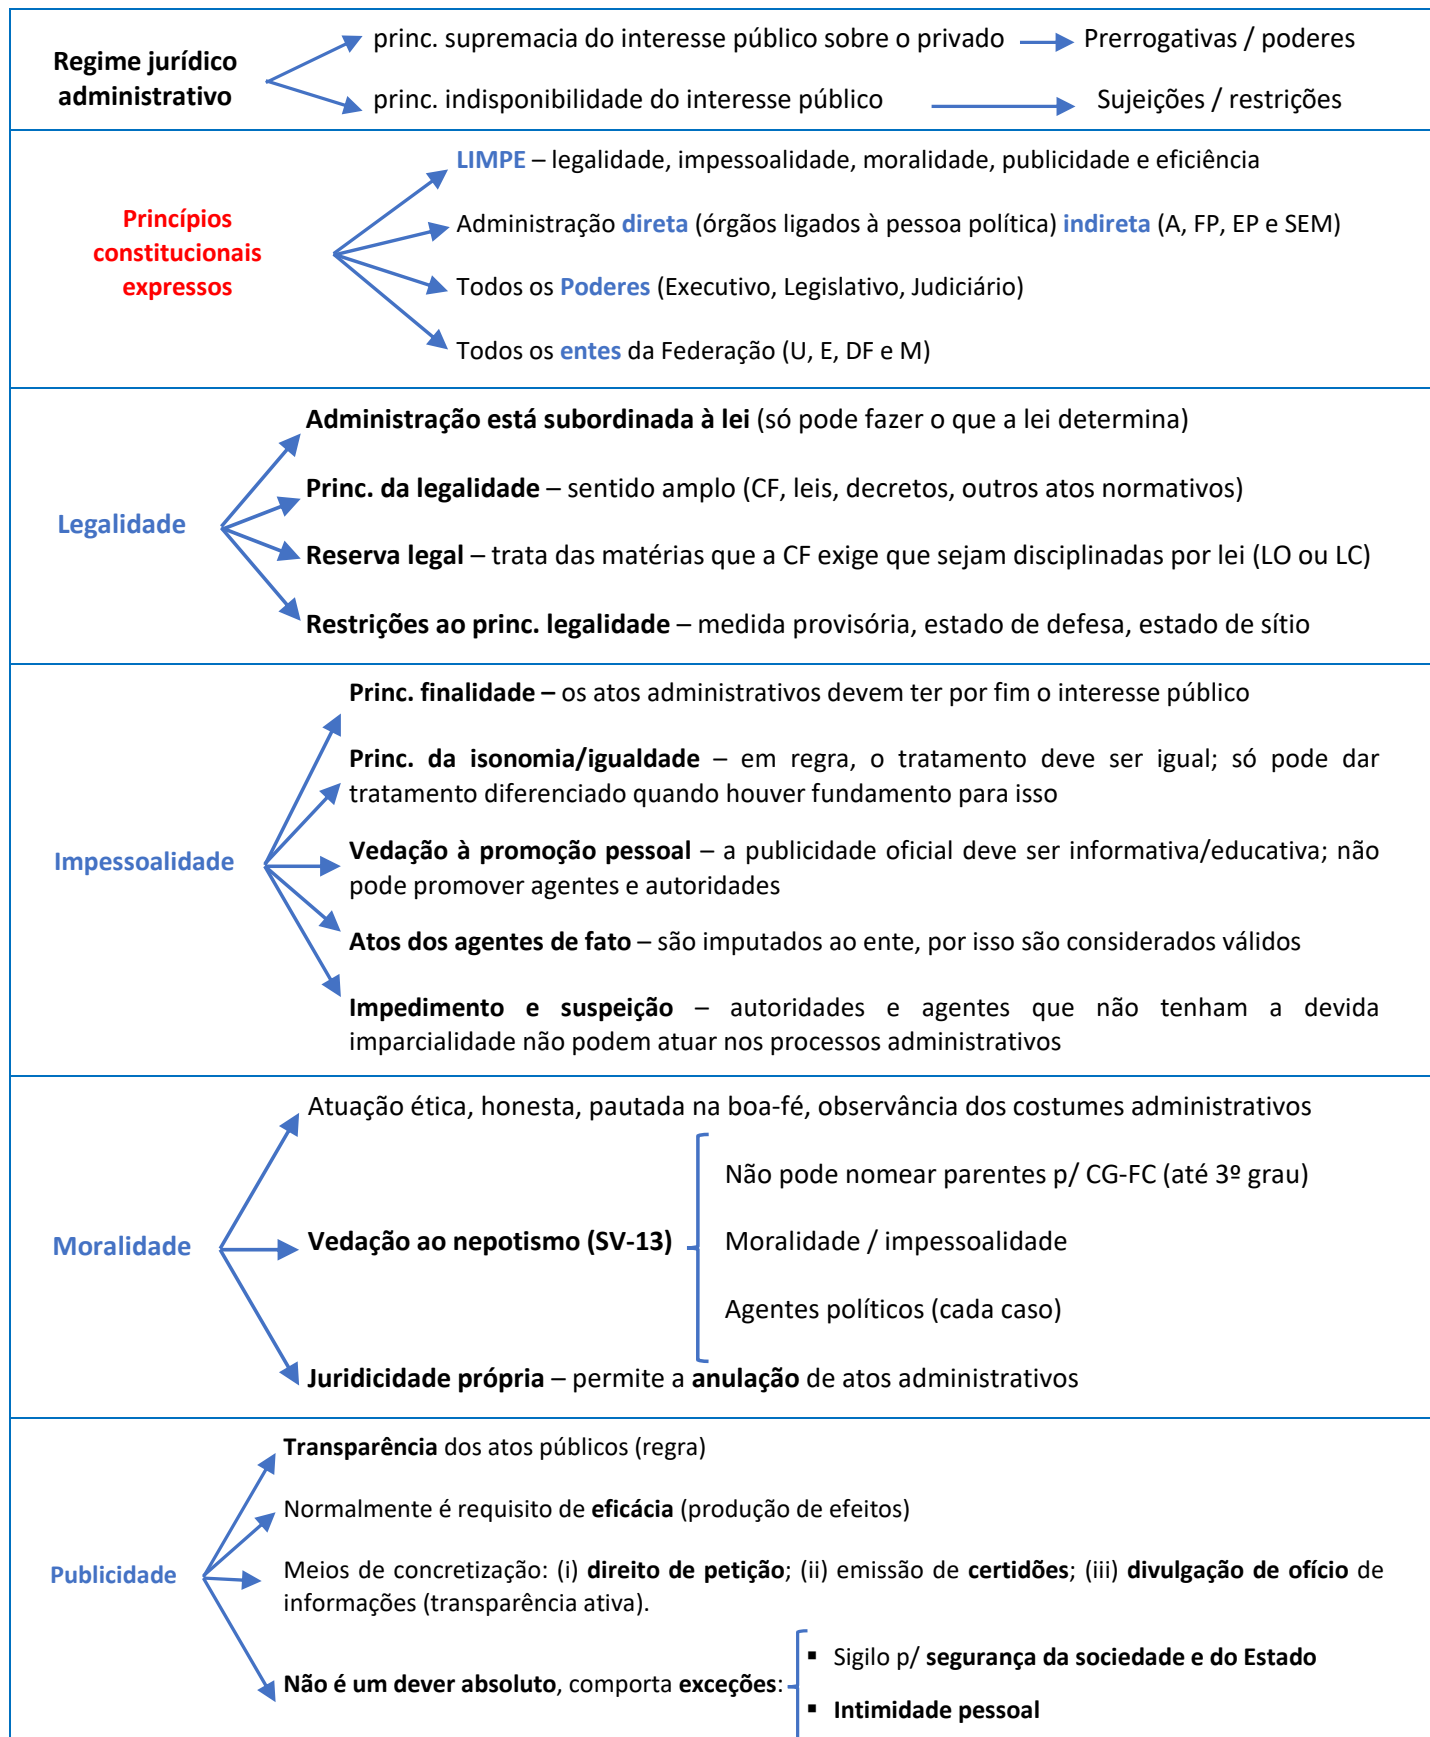 Regime jurídico
administrativo
princ. supremacia do interesse público sobre o privado
Prerrogativas / poderes
princ. indisponibilidade do interesse público
Sujeições / restrições
Princípios
constitucionais
expressos
LIMPE – legalidade, impessoalidade, moralidade, publicidade e eficiência
Administração direta (órgãos ligados à pessoa política) indireta (A, FP, EP e SEM)
Todos os Poderes (Executivo, Legislativo, Judiciário)
Todos os entes da Federação (U, E, DF e M)
Legalidade
Administração está subordinada à lei (só pode fazer o que a lei determina)
Princ. da legalidade – sentido amplo (CF, leis, decretos, outros atos normativos)
Reserva legal – trata das matérias que a CF exige que sejam disciplinadas por lei (LO ou LC)
Restrições ao princ. legalidade – medida provisória, estado de defesa, estado de sítio
Impessoalidade
Princ. finalidade – os atos administrativos devem ter por fim o interesse público
Princ. da isonomia/igualdade – em regra, o tratamento deve ser igual; só pode dar
tratamento diferenciado quando houver fundamento para isso
Vedação à promoção pessoal – a publicidade oficial deve ser informativa/educativa; não
pode promover agentes e autoridades
Atos dos agentes de fato – são imputados ao ente, por isso são considerados válidos
Impedimento e suspeição – autoridades e agentes que não tenham a devida
imparcialidade não podem atuar nos processos administrativos
Moralidade
Atuação ética, honesta, pautada na boa-fé, observância dos costumes administrativos
Vedação ao nepotismo (SV-13)
Não pode nomear parentes p/ CG-FC (até 3º grau)
Moralidade / impessoalidade
Agentes políticos (cada caso)
Juridicidade própria – permite a anulação de atos administrativos
Publicidade
Transparência dos atos públicos (regra)
Normalmente é requisito de eficácia (produção de efeitos)
Meios de concretização: (i) direito de petição; (ii) emissão de certidões; (iii) divulgação de ofício de
informações (transparência ativa).
Não é um dever absoluto, comporta exceções:
▪ Sigilo p/ segurança da sociedade e do Estado
▪ Intimidade pessoal